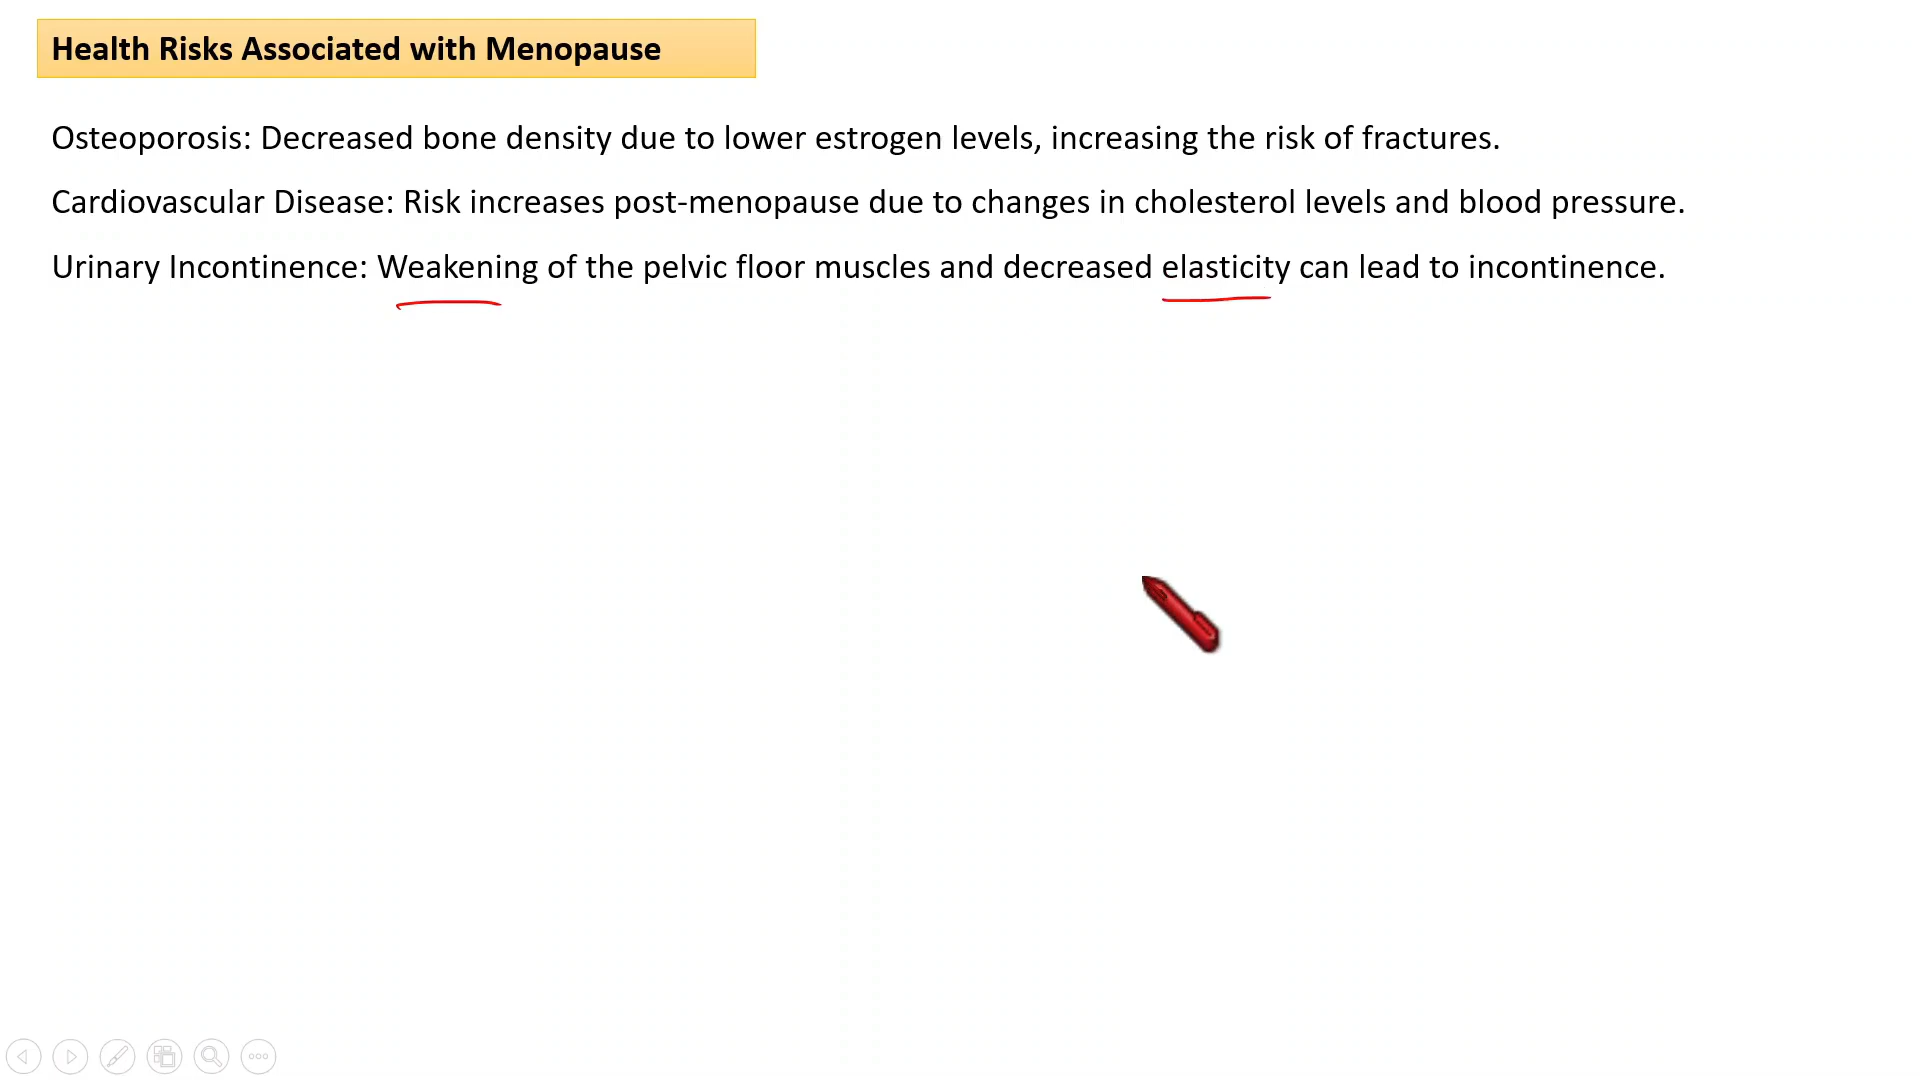 Health Risks Associated with Menopause
Osteoporosis: Decreased bone density due to lower estrogen levels, increasing the risk of fractures.
Cardiovascular Disease: Risk increases post-menopause due to changes in cholesterol levels and blood pressure.
Urinary Incontinence: Weakening of the pelvic floor muscles and decreased elasticity can lead to incontinence.